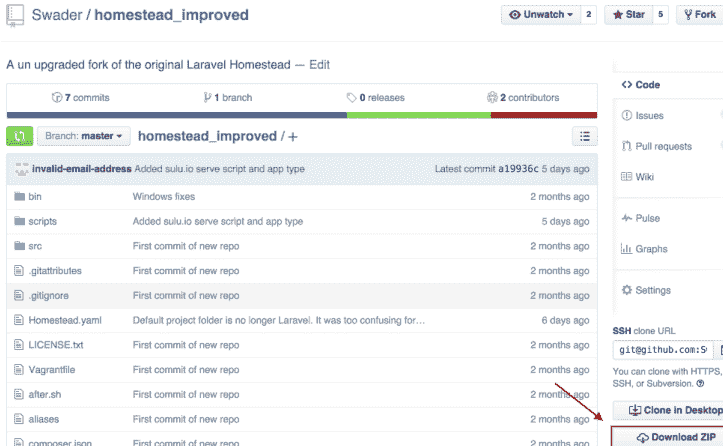 Swader / homestead_improved
Unwatch 2 Star 5 Fork
A un upgraded fork of the original Laravel Homestead — Edit
7 commits 1 branch 0 releases 2 contributors
Branch: master homestead_improved / +
invalid-email-address Added sulu.io serve script and app type Latest commit a19936c 5 days ago
bin Windows fixes 2 months ago
scripts Added sulu.io serve script and app type 5 days ago
src First commit of new repo 2 months ago
.gitattributes First commit of new repo 2 months ago
.gitignore First commit of new repo 2 months ago
Homestead.yaml Default project folder is no longer Laravel. It was too confusing for… 6 days ago
LICENSE.txt First commit of new repo 2 months ago
Vagrantfile First commit of new repo 2 months ago
after.sh First commit of new repo 2 months ago
aliases First commit of new repo 2 months ago
composer.json First commit of new repo 2 months ago
Code
Issues
Pull requests
Wiki
Pulse
Graphs
Settings
SSH clone URL
git@github.com:S
You can clone with HTTPS,
SSH, or Subversion.
Clone in Desktop
Download ZIP